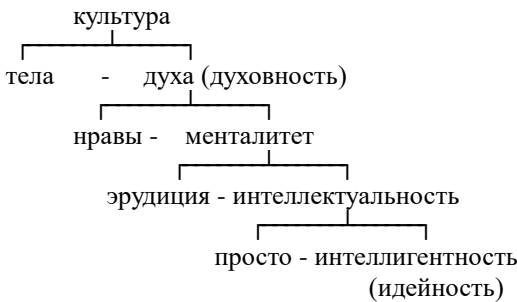 культура
тела - духа (духовность)
нравы - менталитет
эрудиция - интеллектуальность
просто - интеллигентность
(идейность)